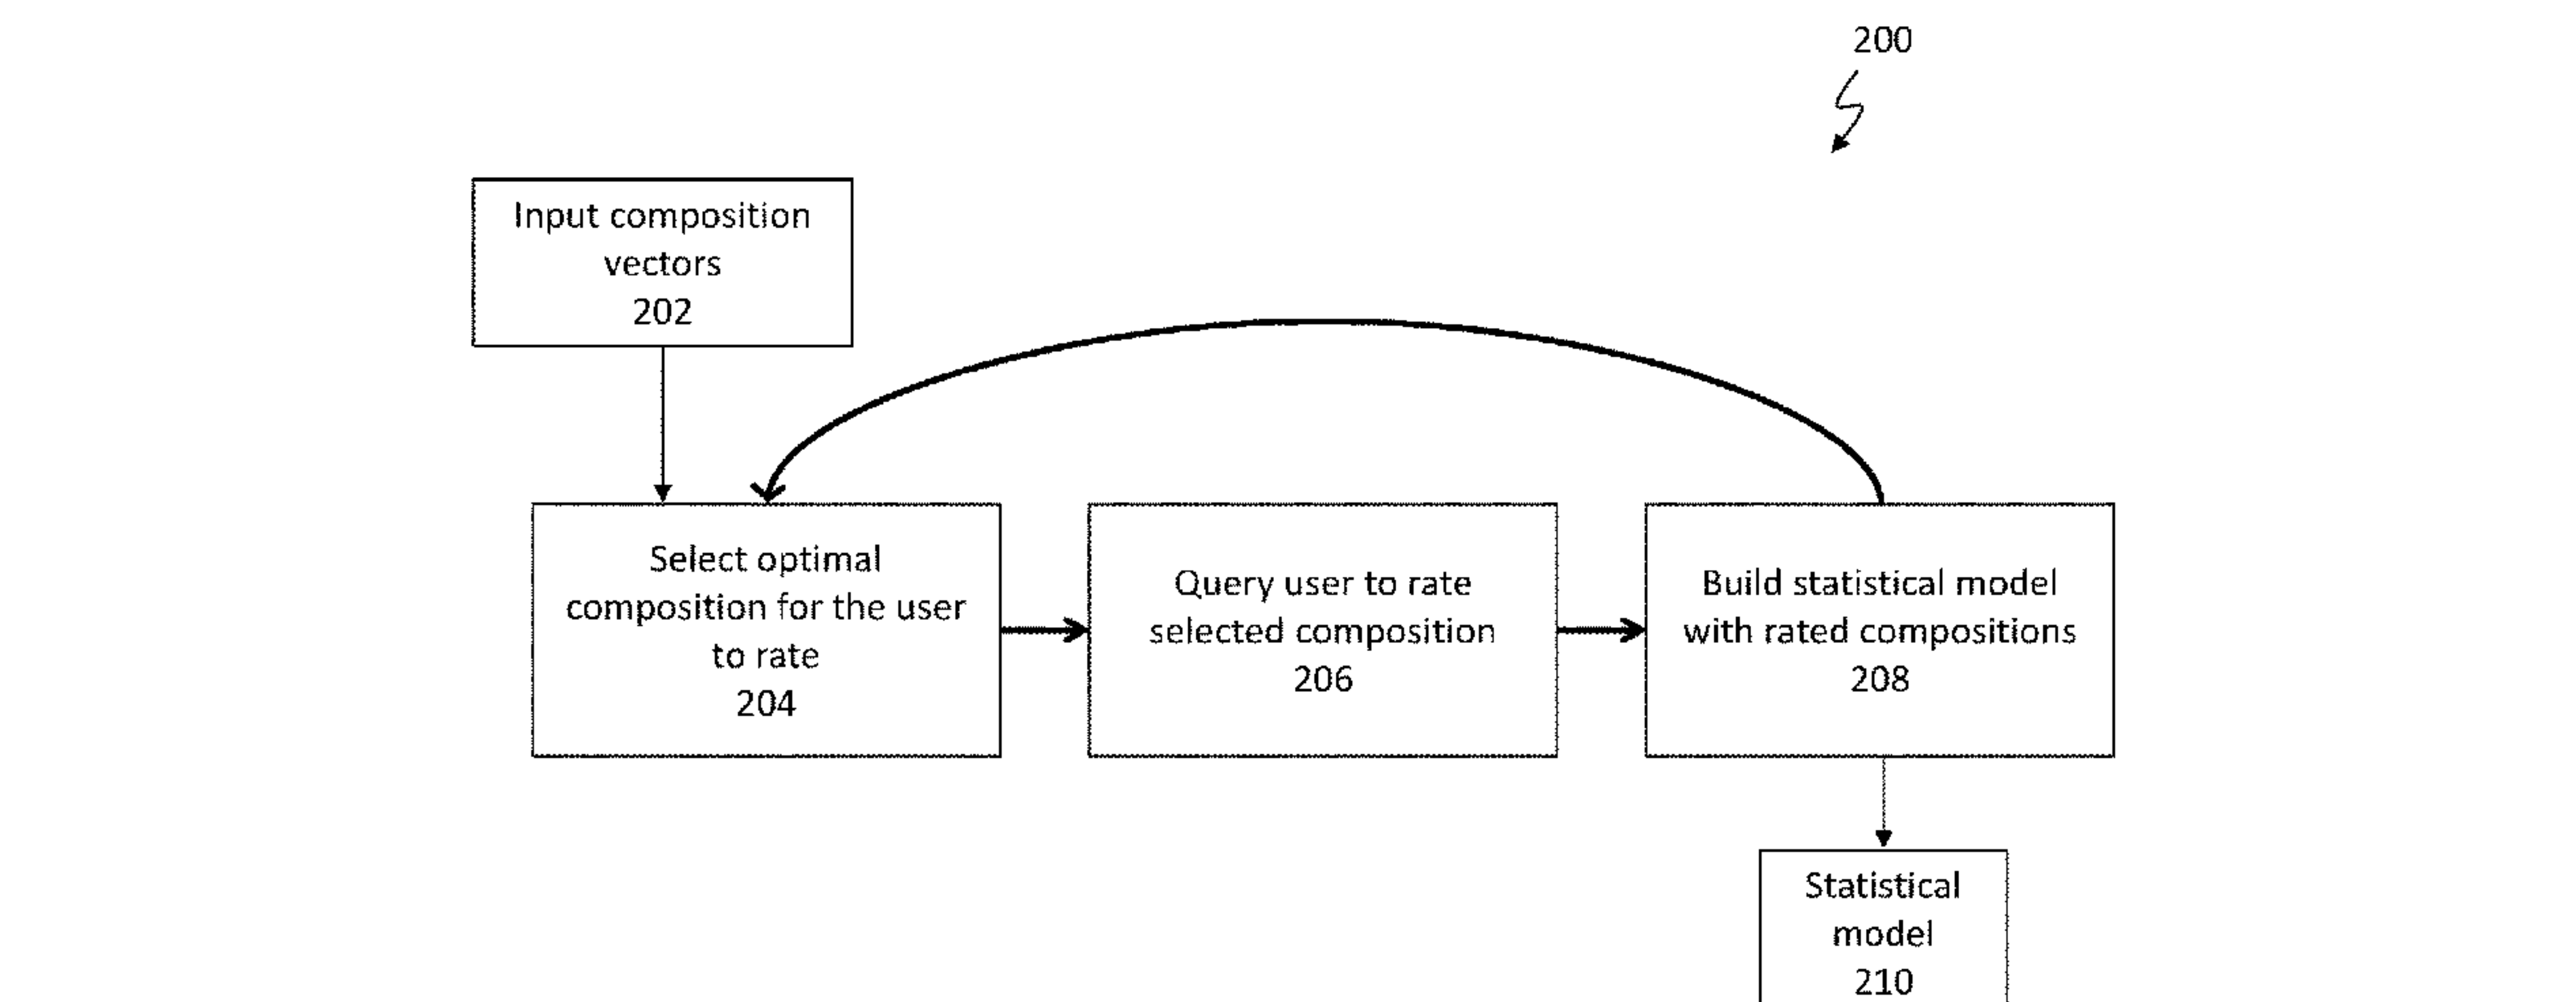 200
Input composition
vectors
202
Select optimal
composition for the user
to rate
204
Query user to rate
selected composition
206
Build statistical model
with rated compositions
208
Statistical
model
210